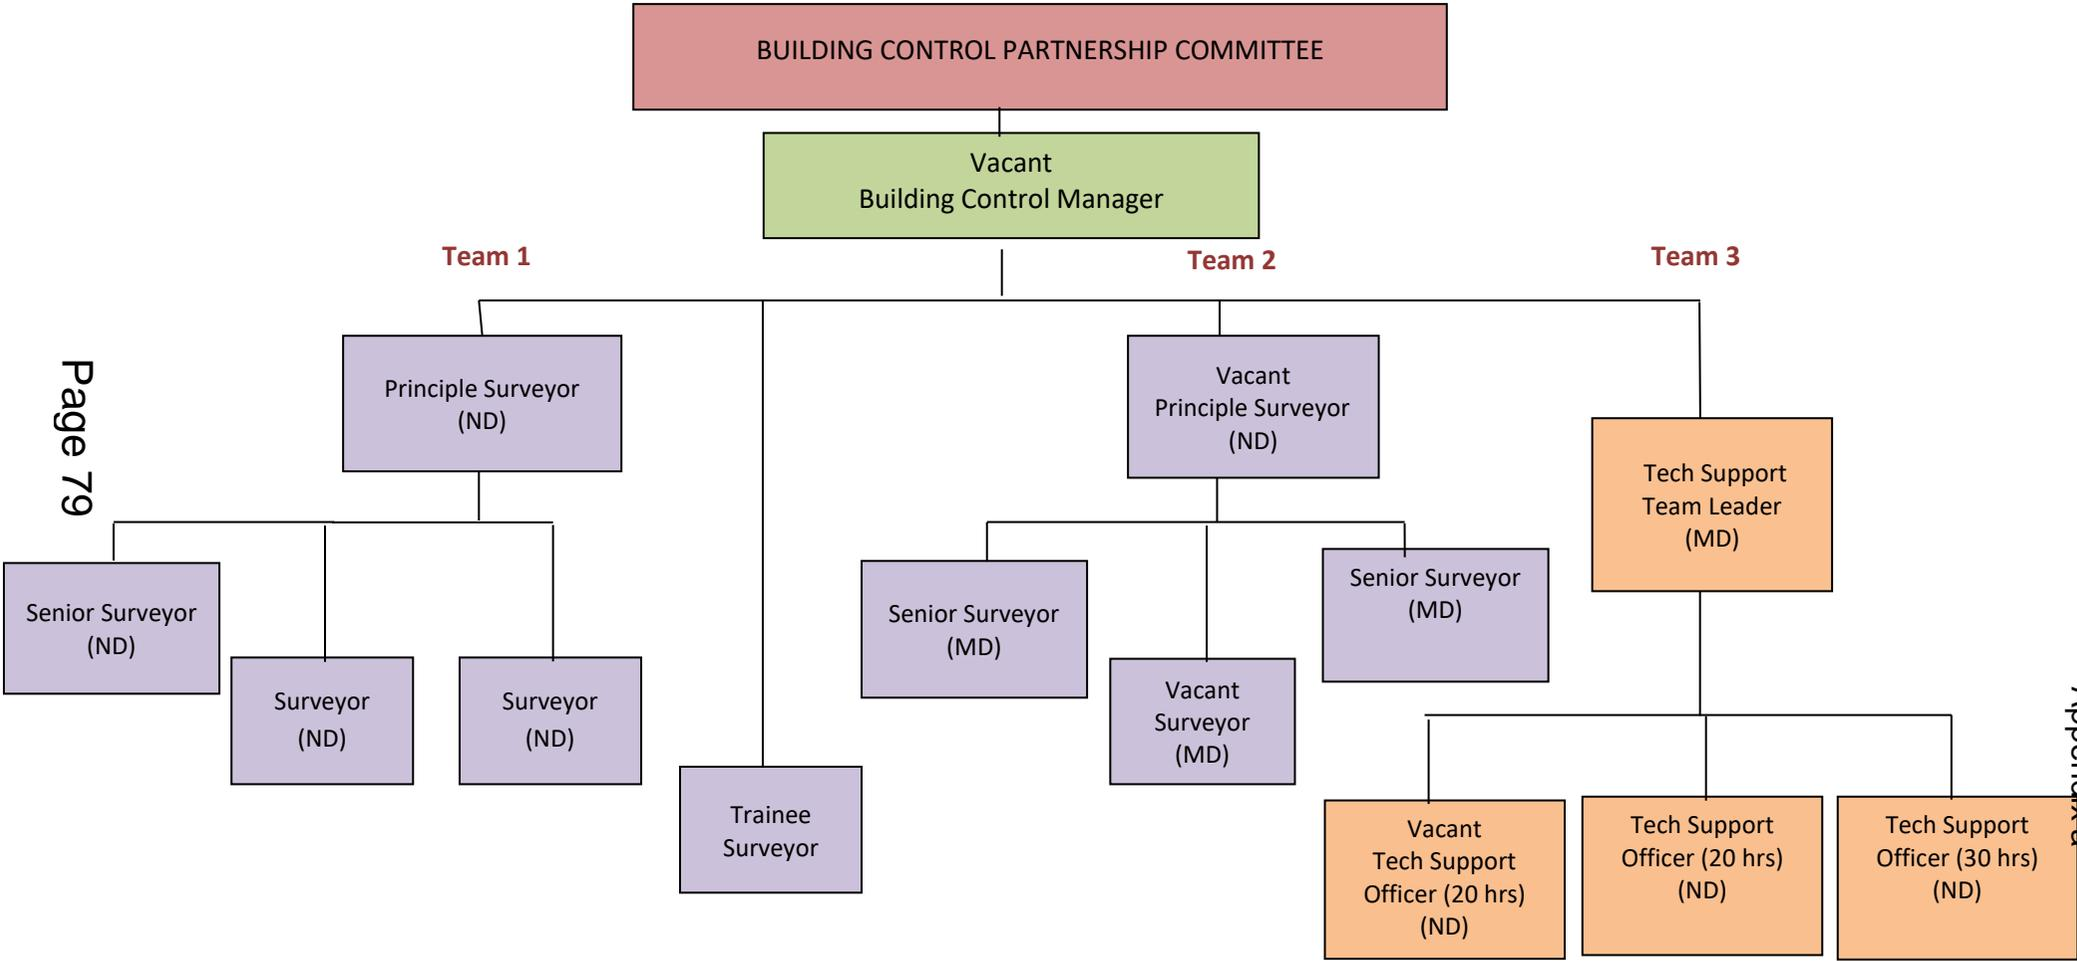 BUILDING CONTROL PARTNERSHIP COMMITTEE
Vacant
Building Control Manager
Team 1
Team 2
Team 3
Page 79
Principle Surveyor
(ND)
Vacant
Principle Surveyor
(ND)
Tech Support
Team Leader
(MD)
Senior Surveyor
(ND)
Surveyor
(ND)
Surveyor
(ND)
Trainee
Surveyor
Senior Surveyor
(MD)
Vacant
Surveyor
(MD)
Senior Surveyor
(MD)
Vacant
Tech Support
Officer (20 hrs)
(ND)
Tech Support
Officer (20 hrs)
(ND)
Tech Support
Officer (30 hrs)
(ND)